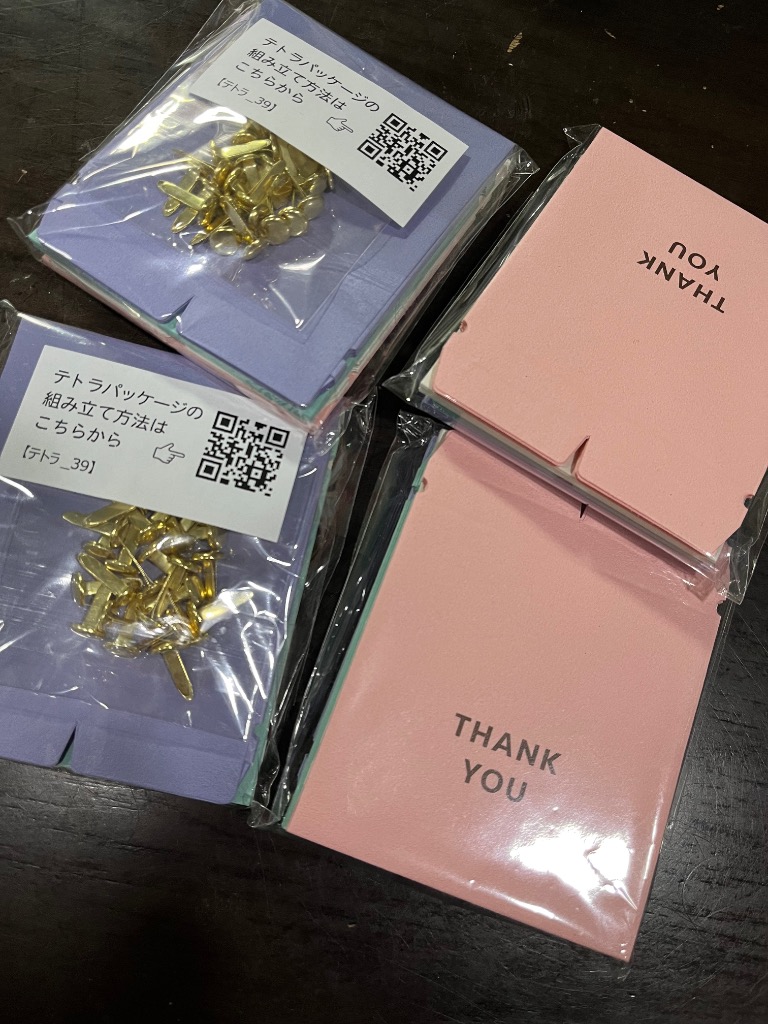 テトラパッケージの
組み立て方法は
こちらから
【テトラ_39】
THANK
YOU
テトラパッケージの
組み立て方法は
こちらから
【テトラ_39】
THANK
YOU